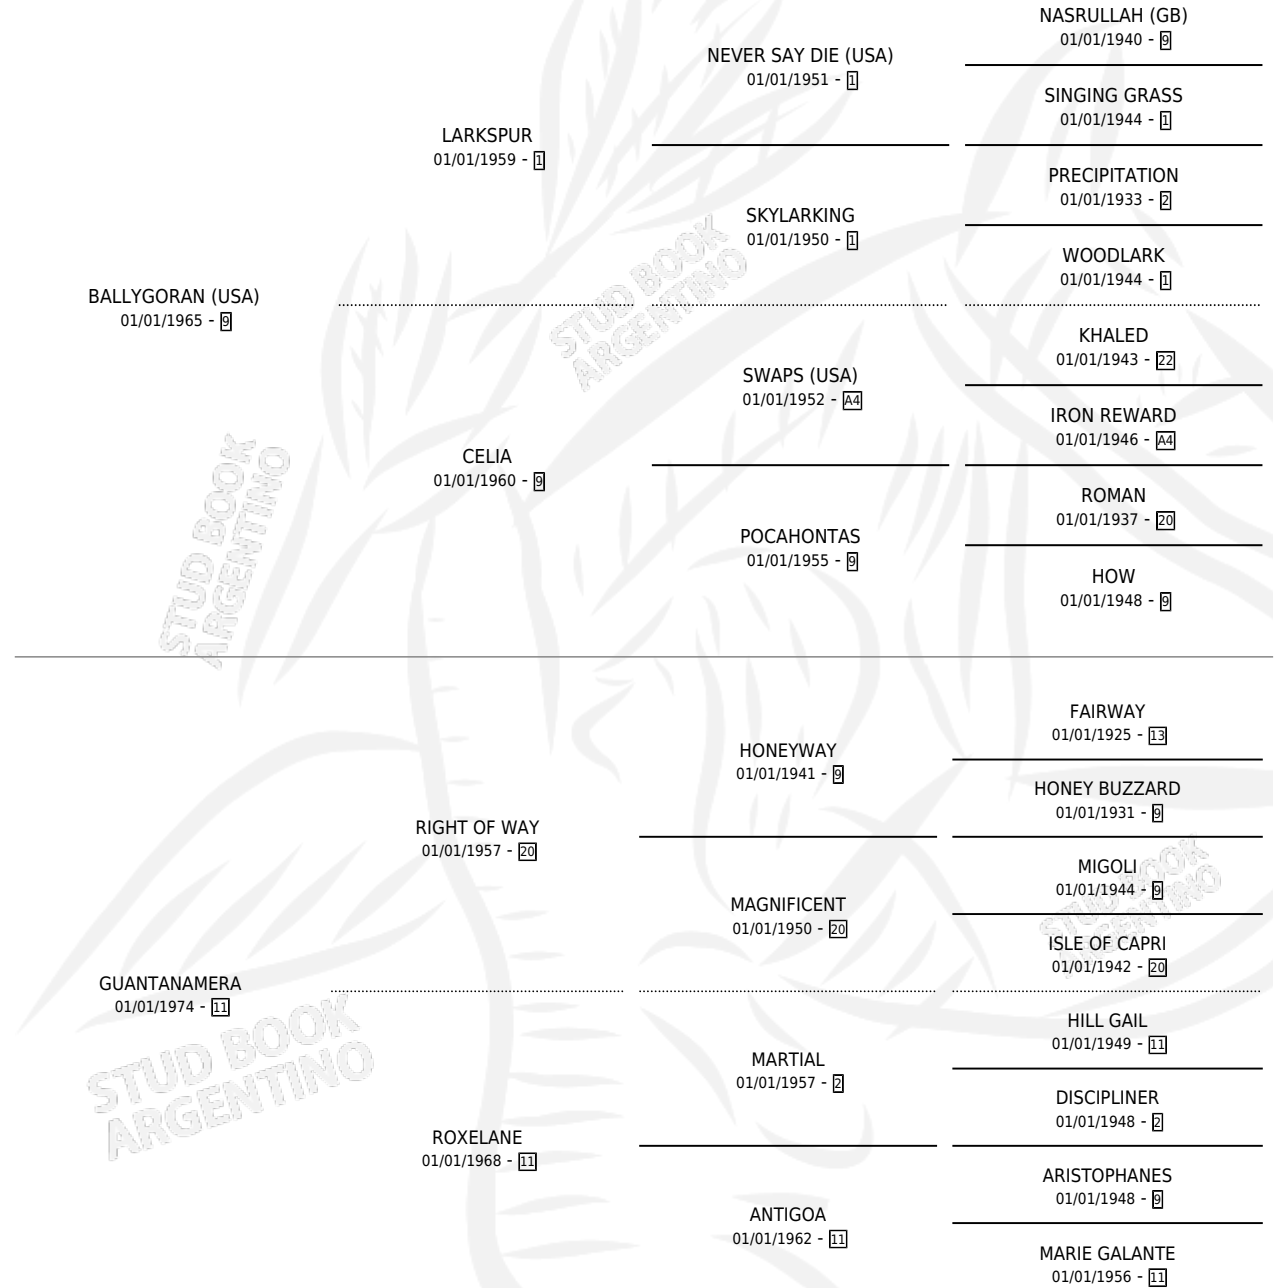 NASRULLAH (GB)
01/01/1940 - 9
NEVER SAY DIE (USA)
01/01/1951 - 1
SINGING GRASS
01/01/1944 - 1
LARKSPUR
01/01/1959 - 1
PRECIPITATION
01/01/1933 - 2
SKYLARKING
01/01/1950 - 1
WOODLARK
01/01/1944 - 1
BALLYGORAN (USA)
01/01/1965 - 9
KHALED
01/01/1943 - 22
SWAPS (USA)
01/01/1952 - A4
IRON REWARD
01/01/1946 - A4
CELIA
01/01/1960 - 9
ROMAN
01/01/1937 - 20
POCAHONTAS
01/01/1955 - 9
HOW
01/01/1948 - 9
STUD BOOK
ARGENTINO
STUD BOOK
ARGENTINO
FAIRWAY
01/01/1925 - 13
HONEYWAY
01/01/1941 - 9
HONEY BUZZARD
01/01/1931 - 9
RIGHT OF WAY
01/01/1957 - 20
MIGOLI
01/01/1944 - 9
MAGNIFICENT
01/01/1950 - 20
ISLE OF CAPRI
01/01/1942 - 20
STUD BOOK
ARGENTINO
GUANTANAMERA
01/01/1974 - 11
HILL GAIL
01/01/1949 - 11
MARTIAL
01/01/1957 - 2
DISCIPLINER
01/01/1948 - 2
STUD BOOK
ARGENTINO
ROXELANE
01/01/1968 - 11
ARISTOPHANES
01/01/1948 - 9
ANTIGOA
01/01/1962 - 11
MARIE GALANTE
01/01/1956 - 11